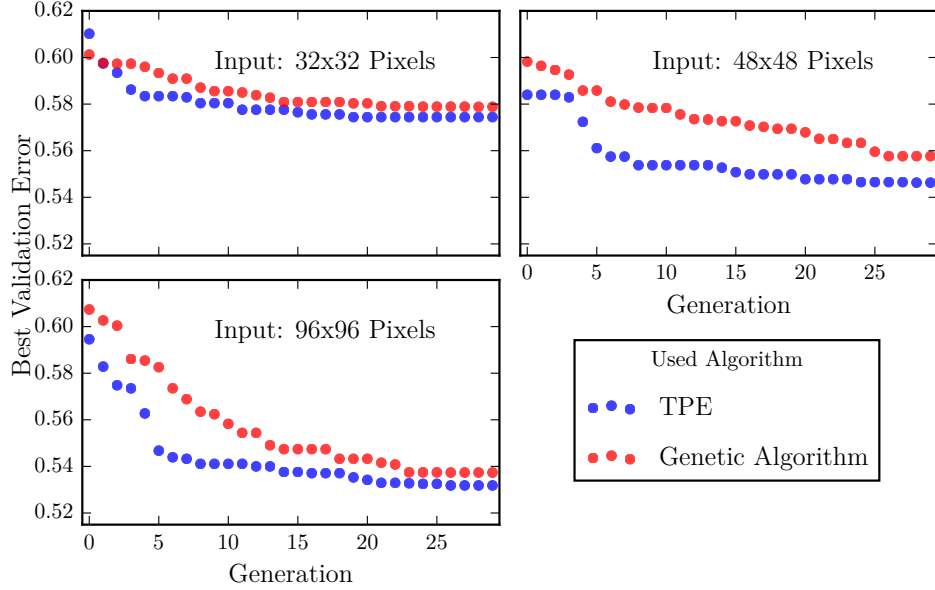 0.62
0.60
0.58
0.56
0.54
0.52
Input: 32x32 Pixels
Input: 48x48 Pixels
0 5 10 15 20 25
Generation
Best Validation Error
0.62
0.60
0.58
0.56
0.54
0.52
Input: 96x96 Pixels
0 5 10 15 20 25
Generation
Used Algorithm
TPE
Genetic Algorithm